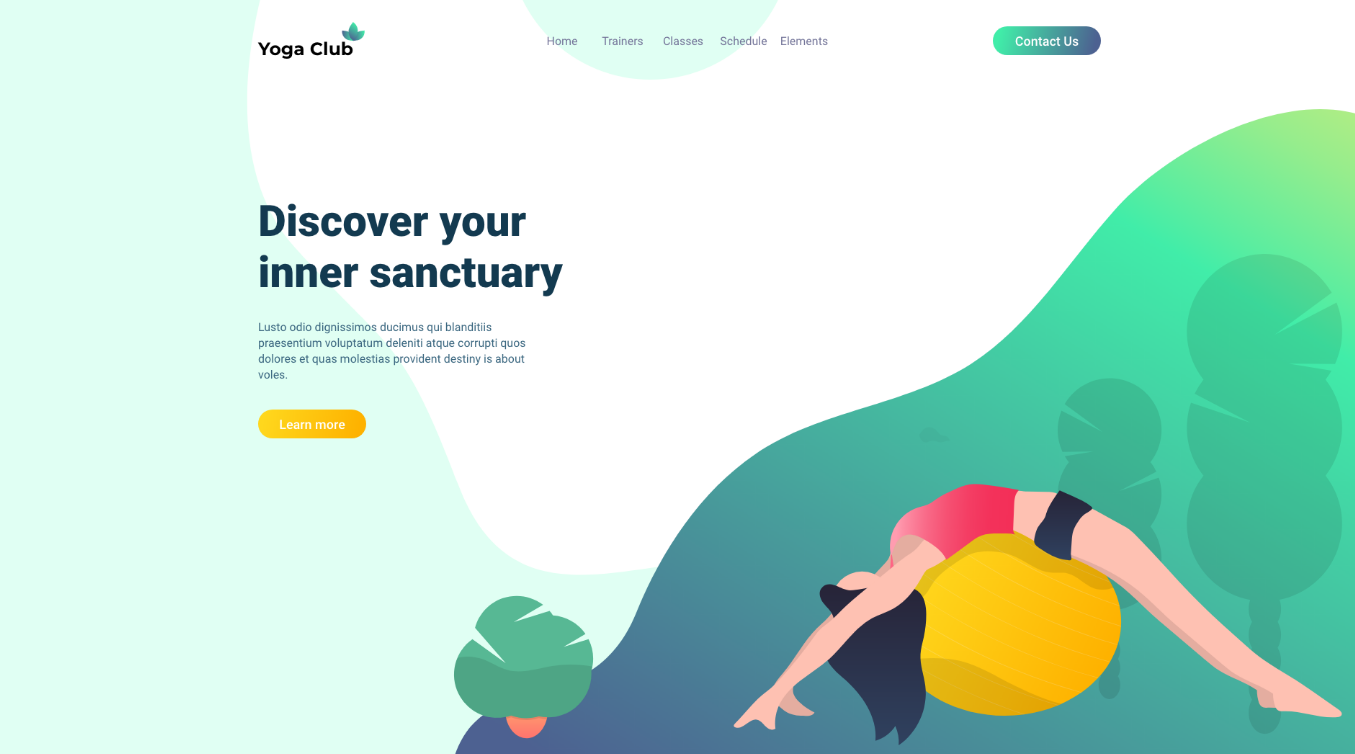 Yoga Club
Home Trainers Classes Schedule Elements
Contact Us
Discover your
inner sanctuary
Lusto odio dignissimos ducimus qui blanditiis
praesentium voluptatum deleniti atque corrupti quos
dolores et quas molestias provident destiny is about
voles.
Learn more